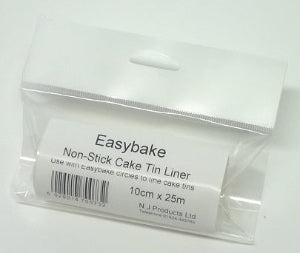 Easybake
Non-Stick Cake Tin Liner
Use with Easybake circles to line cake tins
10cm x 25m
N J Products Ltd